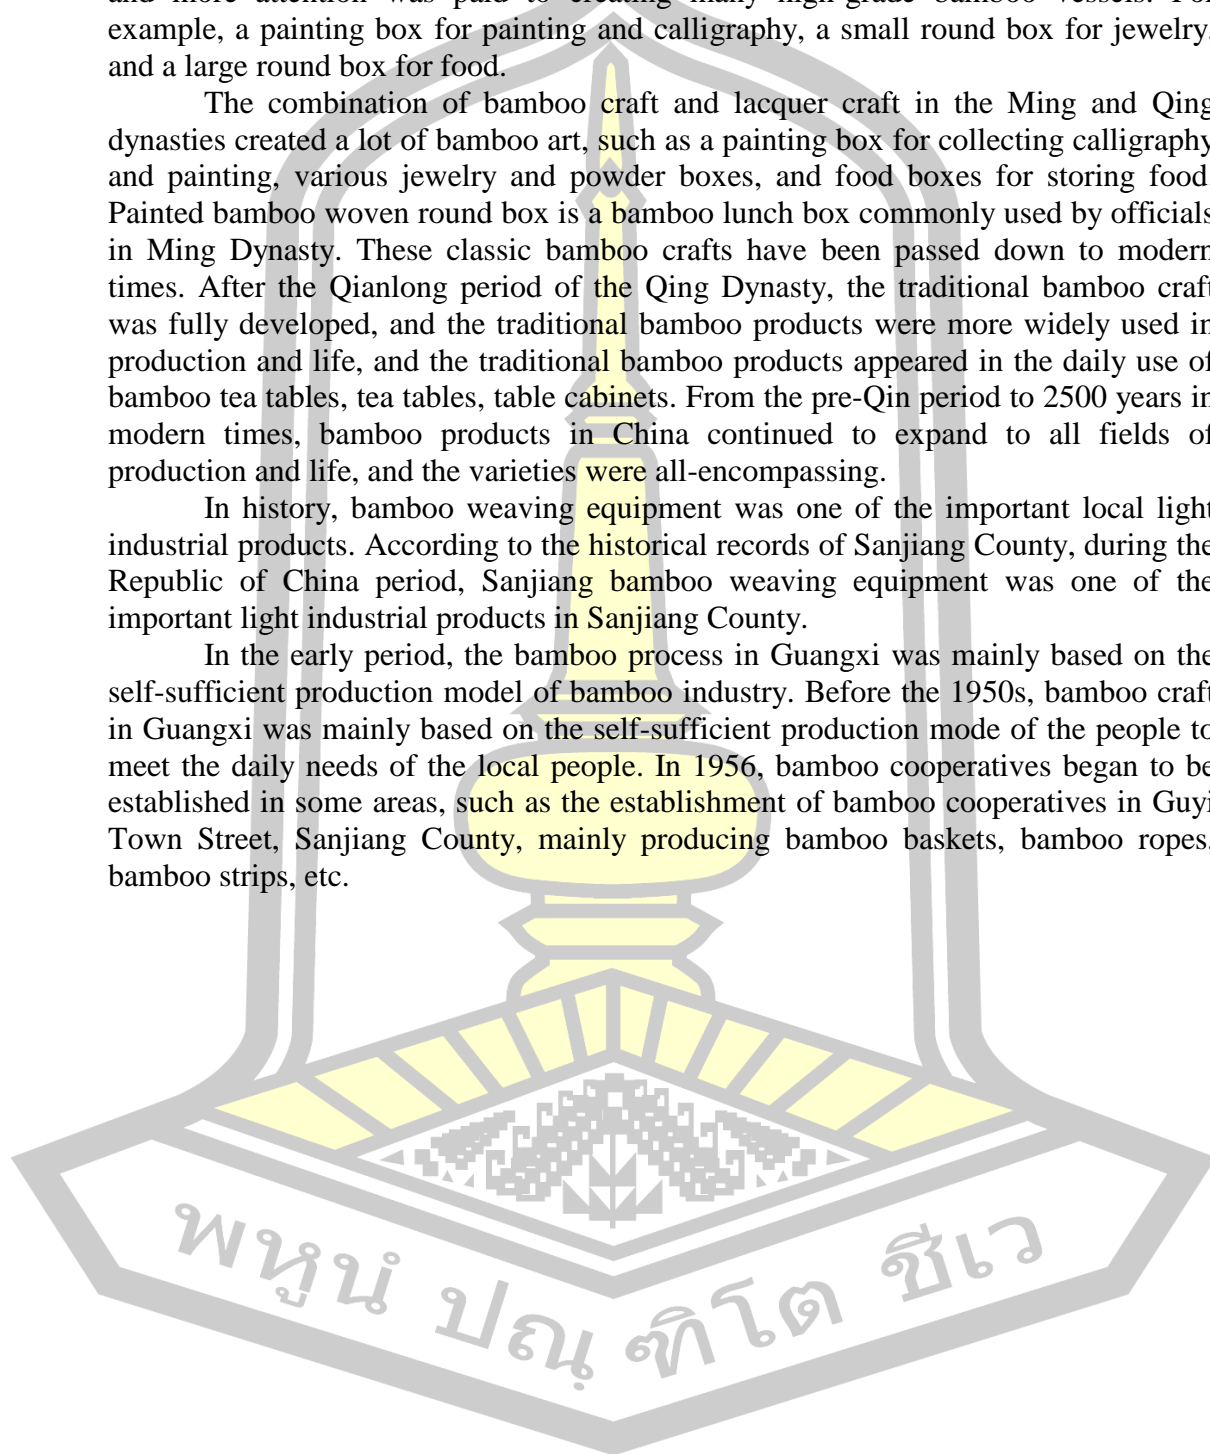 and more attention was paid to creating many high-grade bamboo vessels. For
example, a painting box for painting and calligraphy, a small round box for jewelry,
and a large round box for food.
The combination of bamboo craft and lacquer craft in the Ming and Qing
dynasties created a lot of bamboo art, such as a painting box for collecting calligraphy
and painting, various jewelry and powder boxes, and food boxes for storing food.
Painted bamboo woven round box is a bamboo lunch box commonly used by officials
in Ming Dynasty. These classic bamboo crafts have been passed down to modern
times. After the Qianlong period of the Qing Dynasty, the traditional bamboo craft
was fully developed, and the traditional bamboo products were more widely used in
production and life, and the traditional bamboo products appeared in the daily use of
bamboo tea tables, tea tables, table cabinets. From the pre-Qin period to 2500 years in
modern times, bamboo products in China continued to expand to all fields of
production and life, and the varieties were all-encompassing.
In history, bamboo weaving equipment was one of the important local light
industrial products. According to the historical records of Sanjiang County, during the
Republic of China period, Sanjiang bamboo weaving equipment was one of the
important light industrial products in Sanjiang County.
In the early period, the bamboo process in Guangxi was mainly based on the
self-sufficient production model of bamboo industry. Before the 1950s, bamboo craft
in Guangxi was mainly based on the self-sufficient production mode of the people to
meet the daily needs of the local people. In 1956, bamboo cooperatives began to be
established in some areas, such as the establishment of bamboo cooperatives in Guyi
Town Street, Sanjiang County, mainly producing bamboo baskets, bamboo ropes,
bamboo strips, etc.
พหูนํ ปณฺฑิโต ชีเว